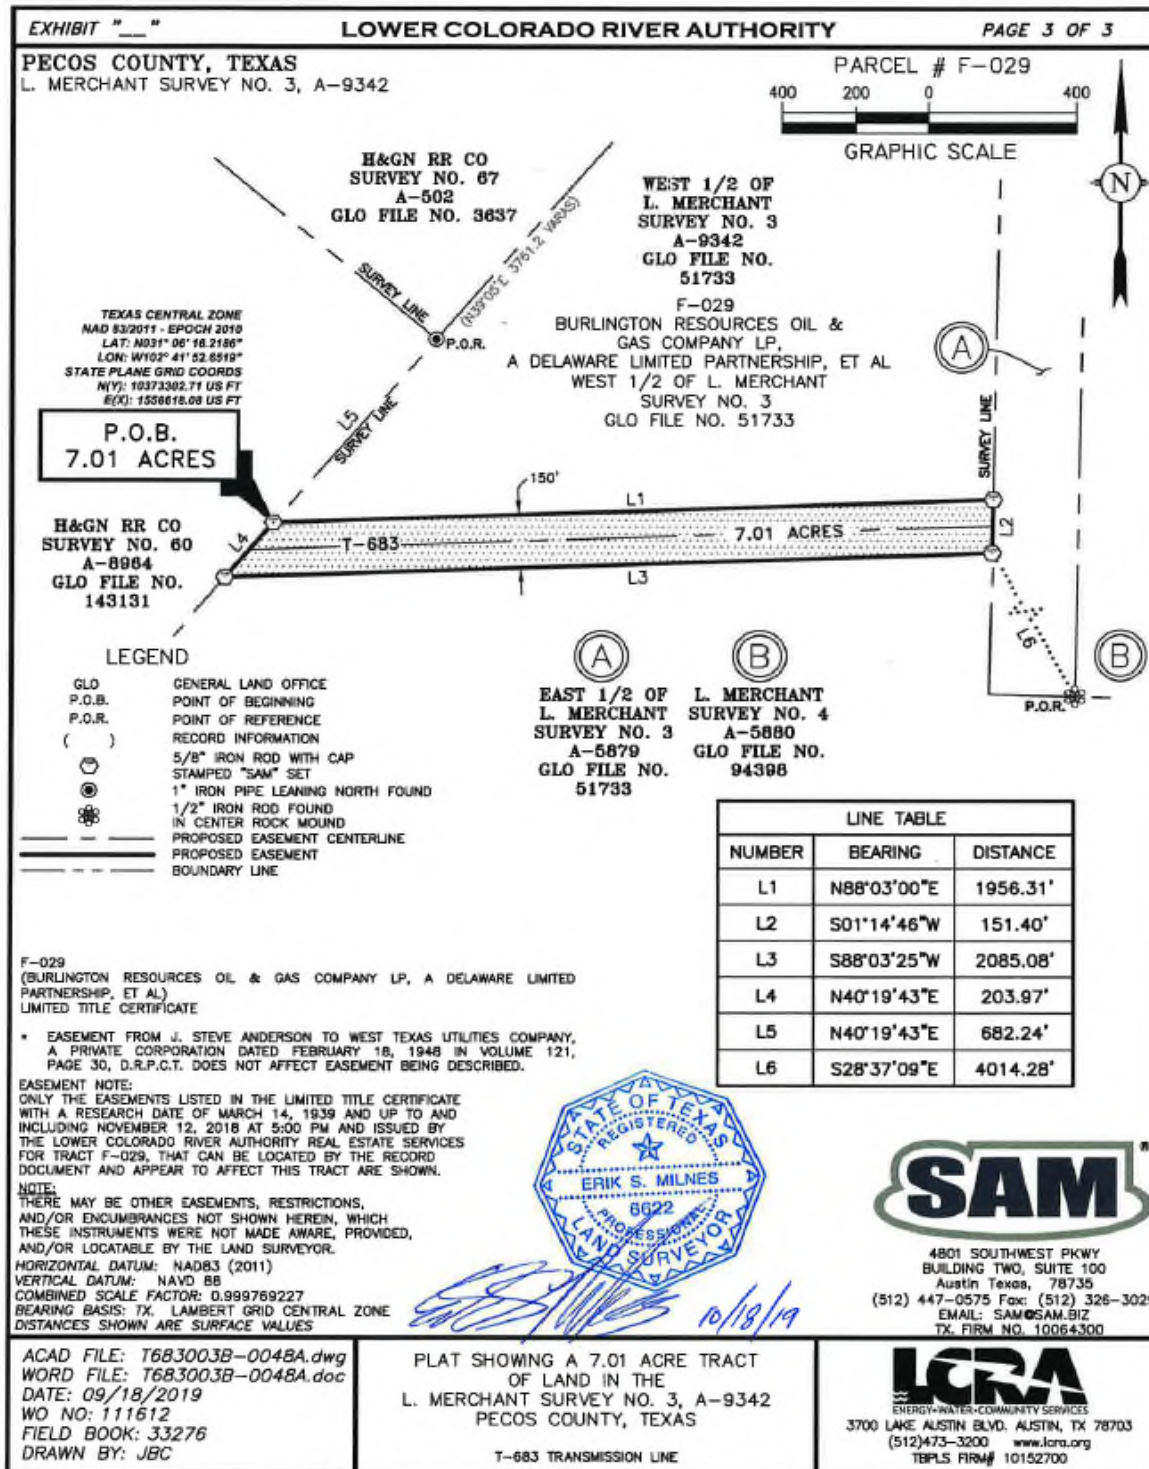 EXHIBIT "__"
LOWER COLORADO RIVER AUTHORITY
PAGE 3 OF 3
PECOS COUNTY, TEXAS
L. MERCHANT SURVEY NO. 3, A-9342
PARCEL # F-029
400 200 0 400
GRAPHIC SCALE
N
H&GN RR CO
SURVEY NO. 67
A-502
GLO FILE NO. 3637
WEST 1/2 OF
L. MERCHANT
SURVEY NO. 3
A-9342
GLO FILE NO.
51733
SURVEY LINE
(N39°05'E 3761.2 VARAS)
P.O.R.
F-029
BURLINGTON RESOURCES OIL &
GAS COMPANY LP,
A DELAWARE LIMITED PARTNERSHIP, ET AL
WEST 1/2 OF L. MERCHANT
SURVEY NO. 3
GLO FILE NO. 51733
A
TEXAS CENTRAL ZONE
NAD 83/2011 - EPOCH 2010
LAT: N031° 06' 16.2186"
LON: W102° 41' 52.6519"
STATE PLANE GRID COORDS
N(Y): 10373302.71 US FT
E(X): 1556618.08 US FT
L5
SURVEY LINE
SURVEY LINE
P.O.B.
7.01 ACRES
150'
L1
L2
H&GN RR CO
SURVEY NO. 60
A-8964
GLO FILE NO.
143131
L4
T-683
7.01 ACRES
L3
L6
P.O.R.
B
A
EAST 1/2 OF
L. MERCHANT
SURVEY NO. 3
A-5879
GLO FILE NO.
51733
B
L. MERCHANT
SURVEY NO. 4
A-5880
GLO FILE NO.
94398
LEGEND
GLO GENERAL LAND OFFICE
P.O.B. POINT OF BEGINNING
P.O.R. POINT OF REFERENCE
( ) RECORD INFORMATION
5/8" IRON ROD WITH CAP
STAMPED "SAM" SET
1" IRON PIPE LEANING NORTH FOUND
1/2" IRON ROD FOUND
IN CENTER ROCK MOUND
PROPOSED EASEMENT CENTERLINE
PROPOSED EASEMENT
BOUNDARY LINE
LINE TABLE
NUMBER BEARING DISTANCE
L1 N88°03'00"E 1956.31'
L2 S01°14'46"W 151.40'
L3 S88°03'25"W 2085.08'
L4 N40°19'43"E 203.97'
L5 N40°19'43"E 682.24'
L6 S28°37'09"E 4014.28'
F-029
(BURLINGTON RESOURCES OIL & GAS COMPANY LP, A DELAWARE LIMITED
PARTNERSHIP, ET AL)
LIMITED TITLE CERTIFICATE
* EASEMENT FROM J. STEVE ANDERSON TO WEST TEXAS UTILITIES COMPANY,
A PRIVATE CORPORATION DATED FEBRUARY 18, 1948 IN VOLUME 121,
PAGE 30, D.R.P.C.T. DOES NOT AFFECT EASEMENT BEING DESCRIBED.
EASEMENT NOTE:
ONLY THE EASEMENTS LISTED IN THE LIMITED TITLE CERTIFICATE
WITH A RESEARCH DATE OF MARCH 14, 1939 AND UP TO AND
INCLUDING NOVEMBER 12, 2018 AT 5:00 PM AND ISSUED BY
THE LOWER COLORADO RIVER AUTHORITY REAL ESTATE SERVICES
FOR TRACT F-029, THAT CAN BE LOCATED BY THE RECORD
DOCUMENT AND APPEAR TO AFFECT THIS TRACT ARE SHOWN.
NOTE:
THERE MAY BE OTHER EASEMENTS, RESTRICTIONS,
AND/OR ENCUMBRANCES NOT SHOWN HEREIN, WHICH
THESE INSTRUMENTS WERE NOT MADE AWARE, PROVIDED,
AND/OR LOCATABLE BY THE LAND SURVEYOR.
HORIZONTAL DATUM: NAD83 (2011)
VERTICAL DATUM: NAVD 88
COMBINED SCALE FACTOR: 0.999769227
BEARING BASIS: TX. LAMBERT GRID CENTRAL ZONE
DISTANCES SHOWN ARE SURFACE VALUES
STATE OF TEXAS
REGISTERED
ERIK S. MILNES
6622
PROFESSIONAL
LAND SURVEYOR
10/18/19
SAM®
4801 SOUTHWEST PKWY
BUILDING TWO, SUITE 100
Austin Texas, 78735
(512) 447-0575 Fax: (512) 326-302
EMAIL: SAM@SAM.BIZ
TX. FIRM NO. 10064300
ACAD FILE: T683003B-0048A.dwg
WORD FILE: T683003B-0048A.doc
DATE: 09/18/2019
WO NO: 111612
FIELD BOOK: 33276
DRAWN BY: JBC
PLAT SHOWING A 7.01 ACRE TRACT
OF LAND IN THE
L. MERCHANT SURVEY NO. 3, A-9342
PECOS COUNTY, TEXAS
T-683 TRANSMISSION LINE
LCRA
ENERGY•WATER•COMMUNITY SERVICES
3700 LAKE AUSTIN BLVD. AUSTIN, TX 78703
(512)473-3200 www.lcra.org
TBPLS FIRM# 10152700